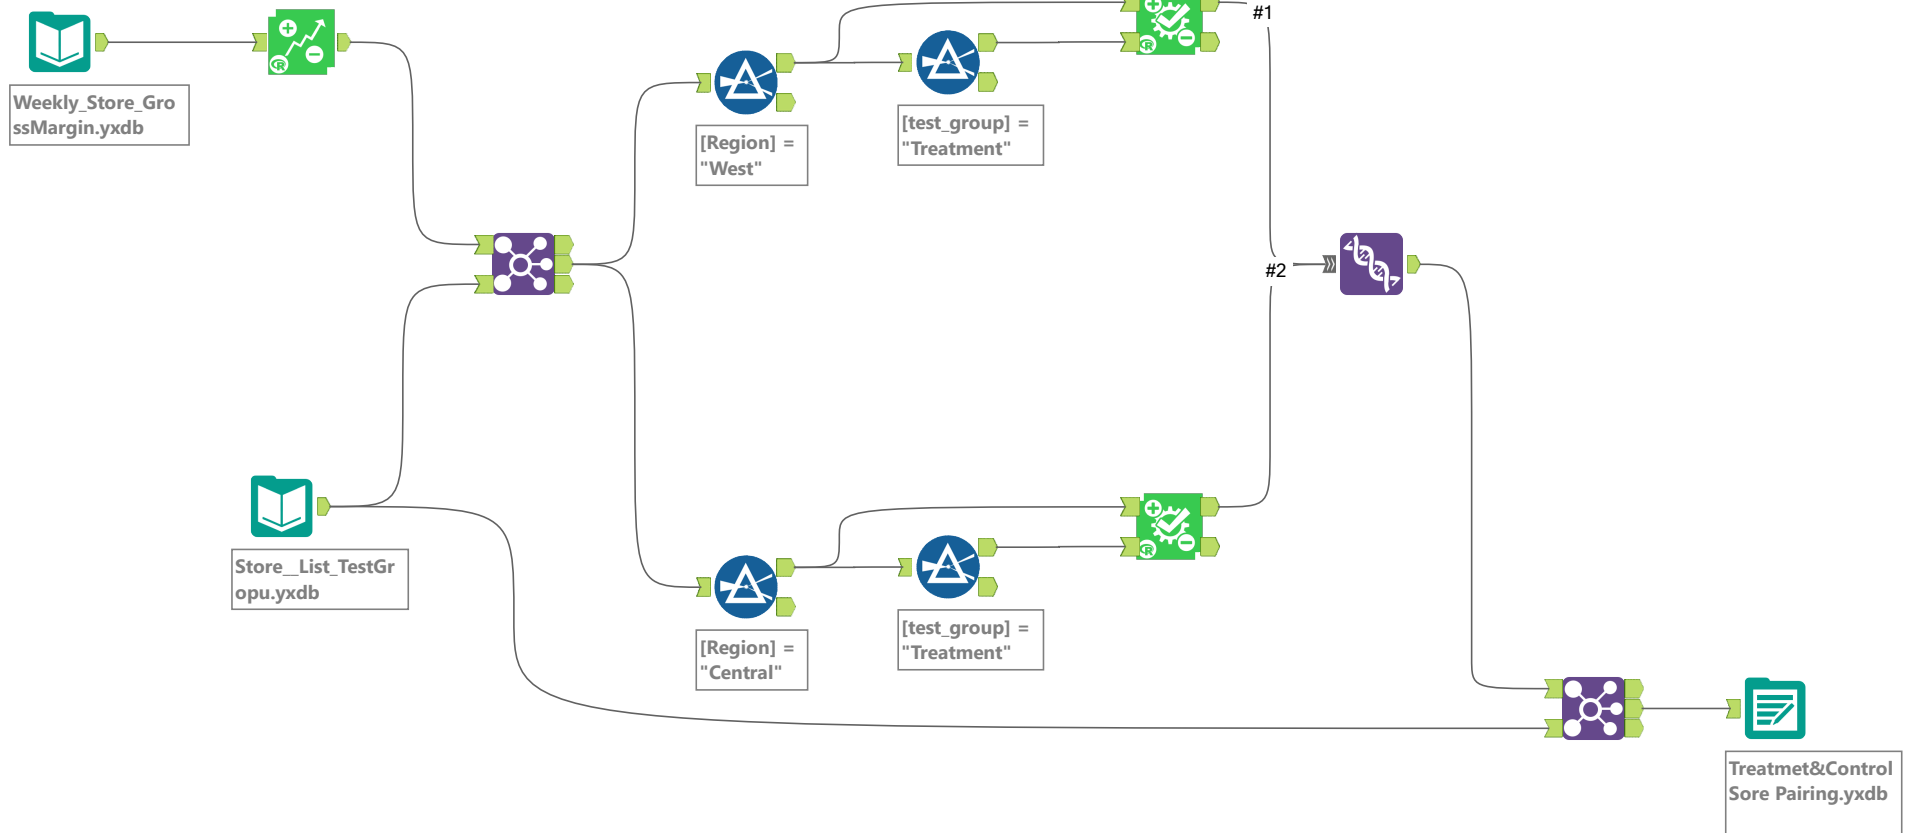 #1
Weekly_Store_Gro
ssMargin.yxdb
[Region] =
"West"
[test_group] =
"Treatment"
#2
Store__List_TestGr
opu.yxdb
[Region] =
"Central"
[test_group] =
"Treatment"
Treatmet&Control
Sore Pairing.yxdb